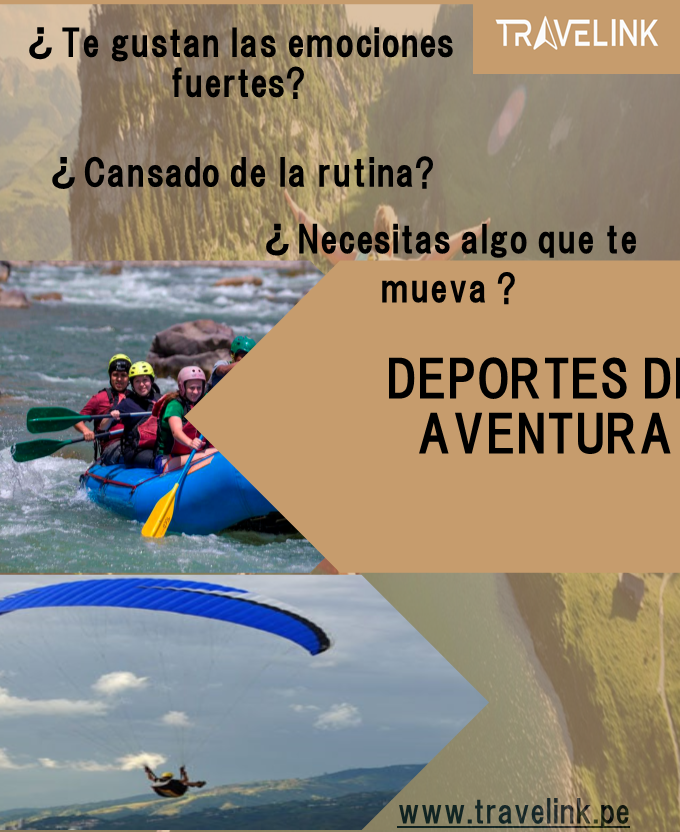 TRAVELINK
¿ Te gustan las emociones
fuertes?
¿ Cansado de la rutina?
¿ Necesitas algo que te
mueva ?
DEPORTES D
AVENTURA
www.travelink.pe